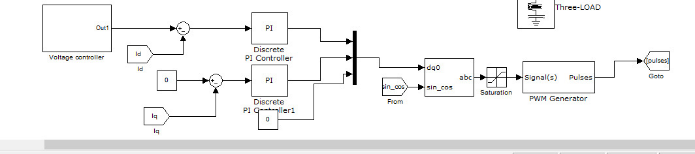 Three-LOAD
Out1
Voltage controller
Id
Id
PI
Discrete
PI Controller
0
PI
Discrete
PI Controller1
Iq
Iq
0
dq0
sin_cos
abc
sin_cos
From
Saturation
Signal(s)
Pulses
PWM Generator
[pulses]
Goto